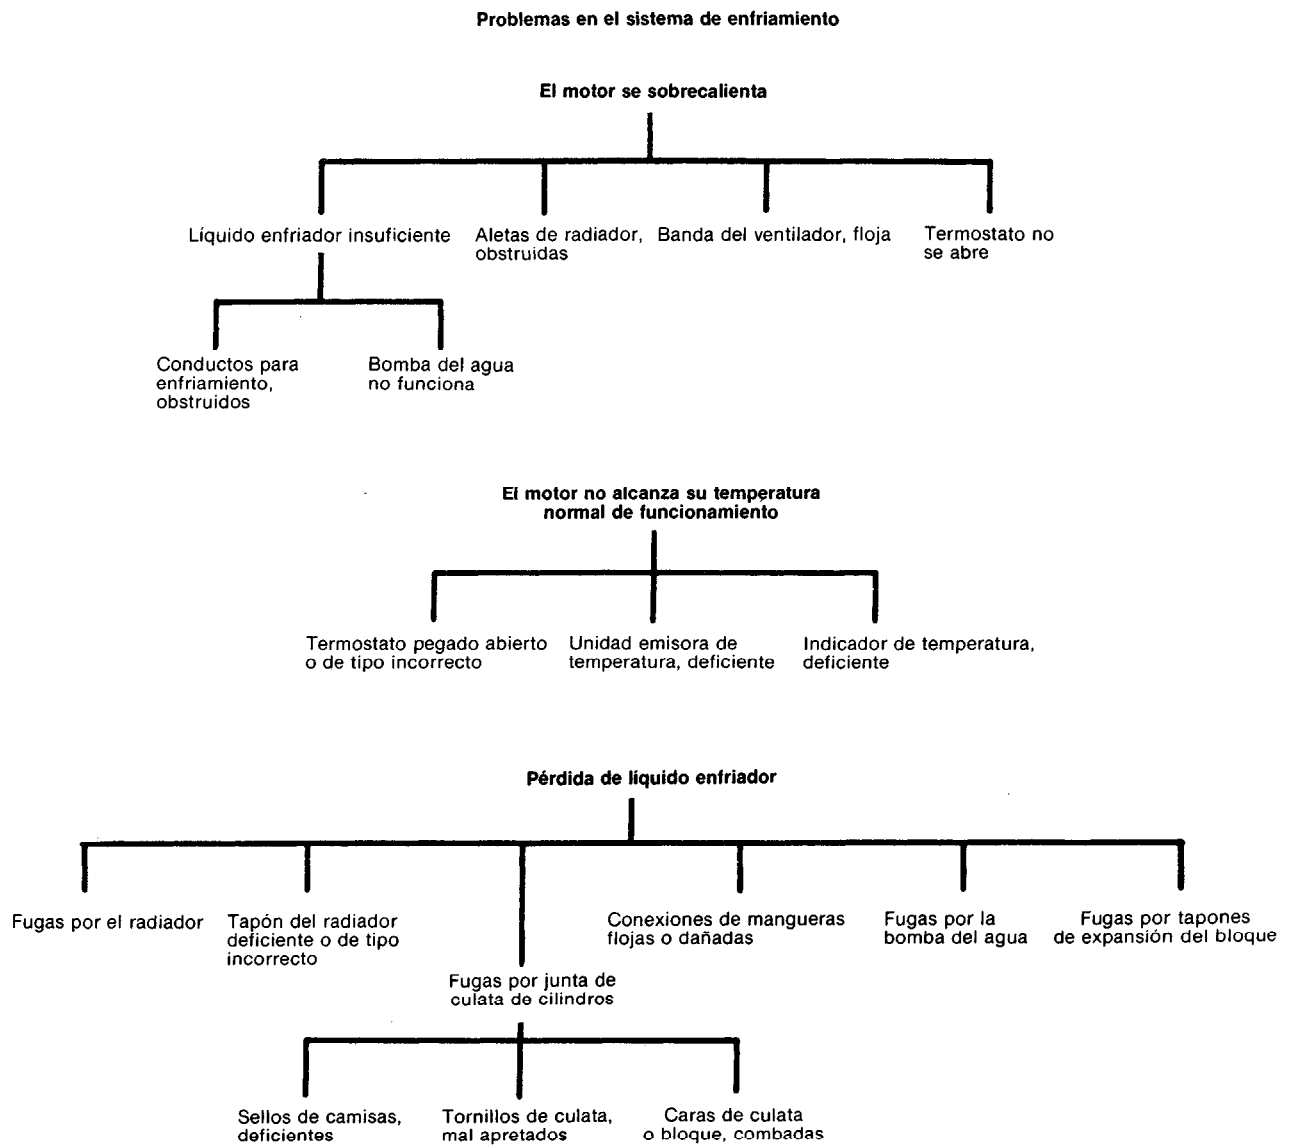 Problemas en el sistema de enfriamiento
El motor se sobrecalienta
Líquido enfriador insuficiente
Aletas de radiador,
obstruidas
Banda del ventilador, floja
Termostato no
se abre
Conductos para
enfriamiento,
obstruidos
Bomba del agua
no funciona
El motor no alcanza su temperatura
normal de funcionamiento
Termostato pegado abierto
o de tipo incorrecto
Unidad emisora de
temperatura, deficiente
Indicador de temperatura,
deficiente
Pérdida de líquido enfriador
Fugas por el radiador
Tapón del radiador
deficiente o de tipo
incorrecto
Fugas por junta de
culata de cilindros
Conexiones de mangueras
flojas o dañadas
Fugas por la
bomba del agua
Fugas por tapones
de expansión del bloque
Sellos de camisas,
deficientes
Tornillos de culata,
mal apretados
Caras de culata
o bloque, combadas